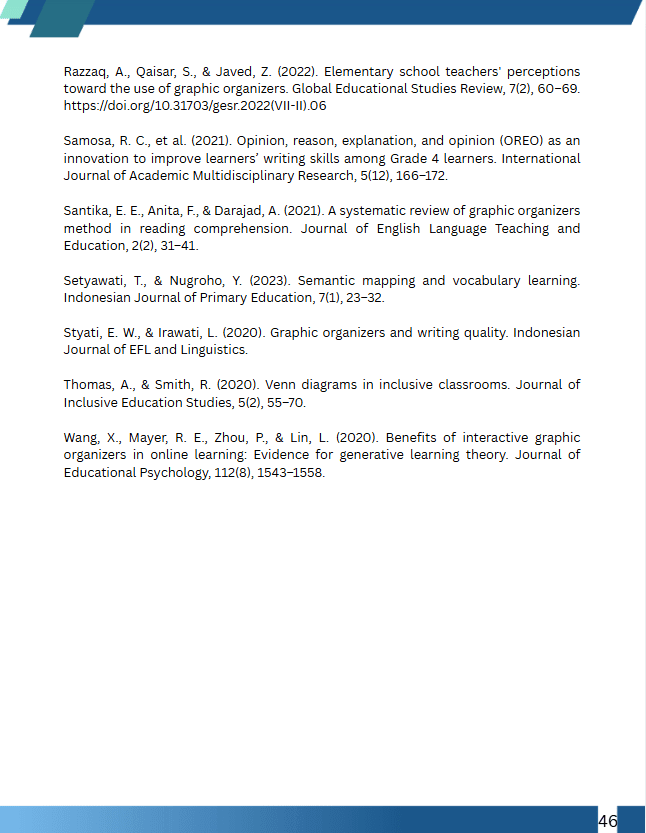 Razzaq, A., Qaisar, S., & Javed, Z. (2022). Elementary school teachers' perceptions
toward the use of graphic organizers. Global Educational Studies Review, 7(2), 60–69.
https://doi.org/10.31703/gesr.2022(VII-II).06
Samosa, R. C., et al. (2021). Opinion, reason, explanation, and opinion (OREO) as an
innovation to improve learners’ writing skills among Grade 4 learners. International
Journal of Academic Multidisciplinary Research, 5(12), 166–172.
Santika, E. E., Anita, F., & Darajad, A. (2021). A systematic review of graphic organizers
method in reading comprehension. Journal of English Language Teaching and
Education, 2(2), 31–41.
Setyawati, T., & Nugroho, Y. (2023). Semantic mapping and vocabulary learning.
Indonesian Journal of Primary Education, 7(1), 23–32.
Styati, E. W., & Irawati, L. (2020). Graphic organizers and writing quality. Indonesian
Journal of EFL and Linguistics.
Thomas, A., & Smith, R. (2020). Venn diagrams in inclusive classrooms. Journal of
Inclusive Education Studies, 5(2), 55–70.
Wang, X., Mayer, R. E., Zhou, P., & Lin, L. (2020). Benefits of interactive graphic
organizers in online learning: Evidence for generative learning theory. Journal of
Educational Psychology, 112(8), 1543–1558.
46